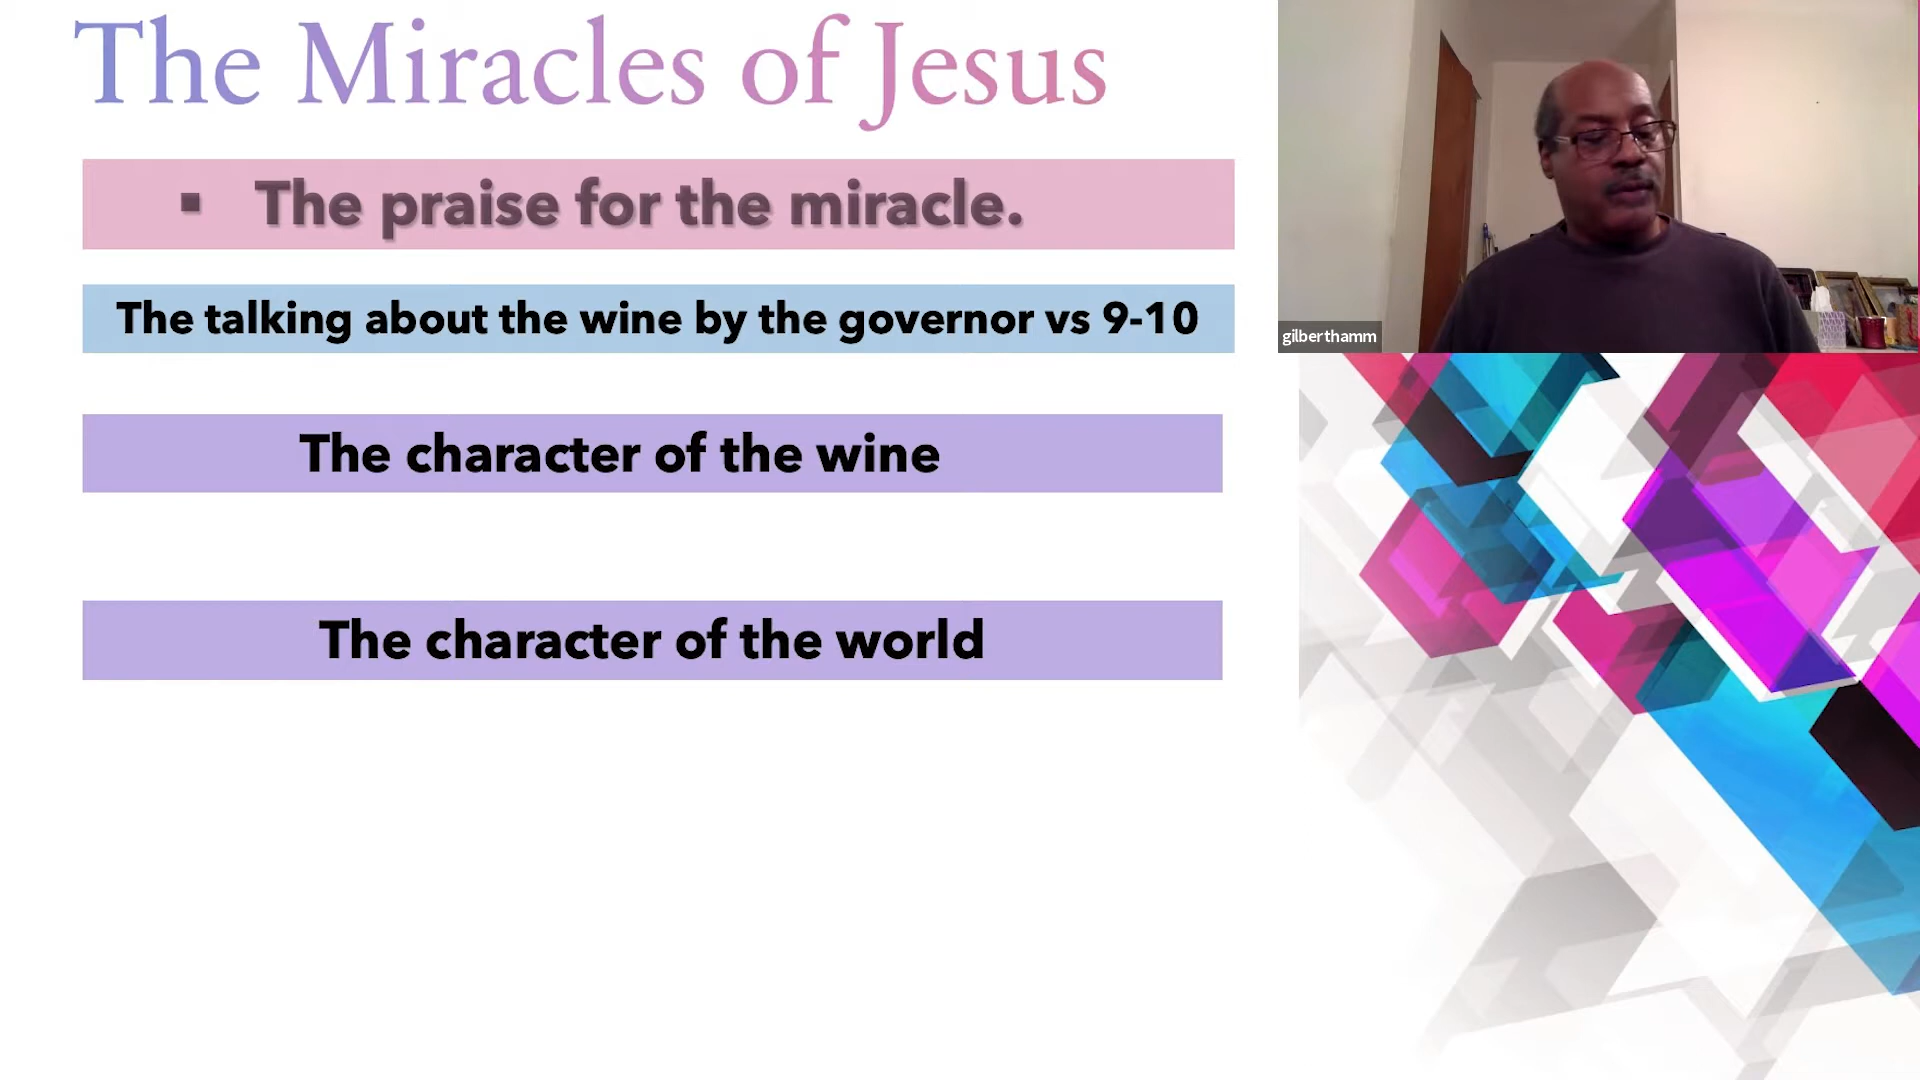 The Miracles of Jesus
▪ The praise for the miracle.
The talking about the wine by the governor vs 9-10
The character of the wine
The character of the world
gilberthamm